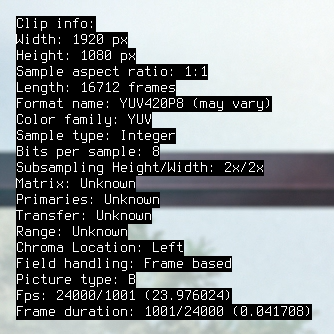 Clip info:
Width: 1920 px
Height: 1080 px
Sample aspect ratio: 1:1
Length: 16712 frames
Format name: YUV420P8 (may vary)
Color family: YUV
Sample type: Integer
Bits per sample: 8
Subsampling Height/Width: 2x/2x
Matrix: Unknown
Primaries: Unknown
Transfer: Unknown
Range: Unknown
Chroma Location: Left
Field handling: Frame based
Picture type: B
Fps: 24000/1001 (23.976024)
Frame duration: 1001/24000 (0.041708)